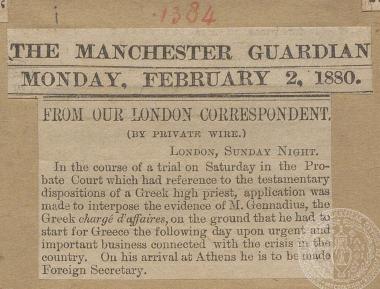 i
1384
THE MANCHESTER GUARDIAN
MONDAY, FEBRUARY 2, 1880.
FROM OUR LONDON CORRESPONDENT.
(BY PRIVATE WIRE.)
LONDON, SUNDAY NIGHT.
In the course of a trial on Saturday in the Pro-
bate Court which had reference to the testamentary
dispositions of a Greek high priest, application was
made to interpose the evidence of M. Gennadius, the
Greek chargé d'affaires, on the ground that he had to
start for Greece the following day upon urgent and
important business connected with the crisis in the
country. On his arrival at Athens he is to be made
Foreign Secretary.